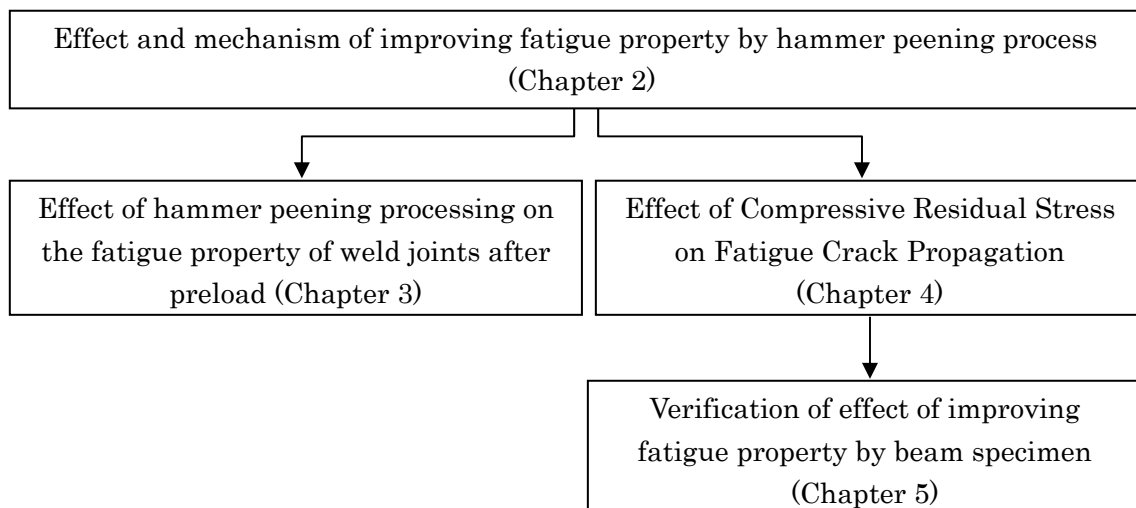 Effect and mechanism of improving fatigue property by hammer peening process
(Chapter 2)
Effect of hammer peening processing on
the fatigue property of weld joints after
preload (Chapter 3)
Effect of Compressive Residual Stress
on Fatigue Crack Propagation
(Chapter 4)
Verification of effect of improving
fatigue property by beam specimen
(Chapter 5)